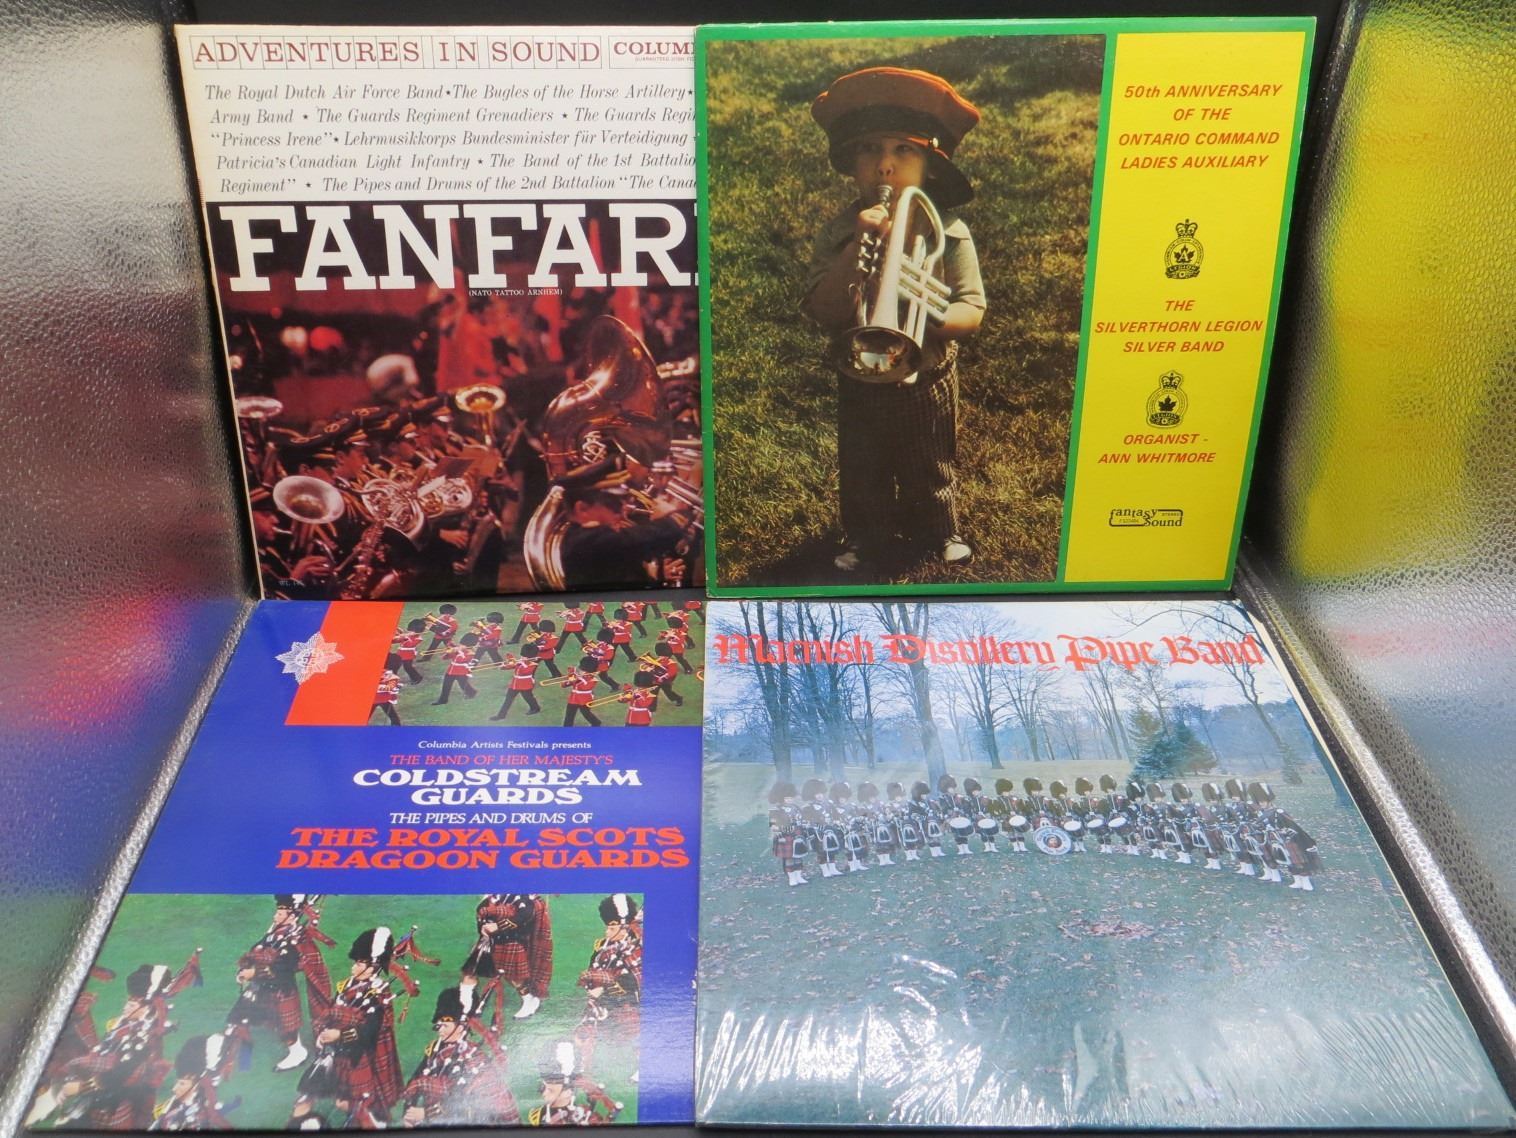 ADVENTURES IN SOUND COLUM
The Royal Dutch Air Force Band★The Bugles of the Horse Artillery★
Army Band ★ The Guards Regiment Grenadiers ★ The Guards Regi
"Princess Irene"★ Lehrmusikkorps Bundesminister für Verteidigung
Patricia's Canadian Light Infantry ★ The Band of the 1st Battalio
Regiment" ★ The Pipes and Drums of the 2nd Battalion "The Cana
FANFAR
(NATO TATTOO ARNHEM)
50th ANNIVERSARY
OF THE
ONTARIO COMMAND
LADIES AUXILIARY
THE
SILVERTHORN LEGION
SILVER BAND
LEGION
ORGANIST -
ANN WHITMORE
fantasy
Sound
Columbia Artists Festivals presents
THE BAND OF HER MAJESTY'S
COLDSTREAM
GUARDS
THE PIPES AND DRUMS OF
THE ROYAL SCOTS
DRAGOON GUARDS
Macnish Distillery Pipe Band